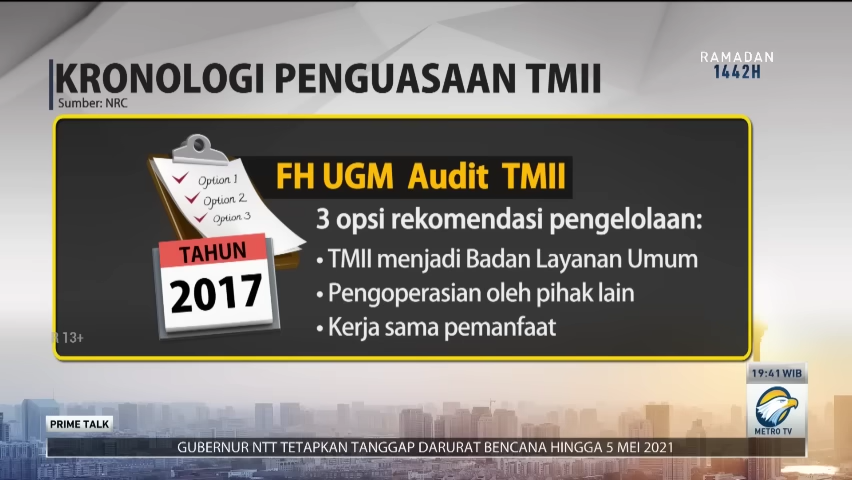 KRONOLOGI PENGUASAAN TMII
Sumber: NRC
RAMADAN
1442H
Option 1
Option 2
Option 3
FH UGM Audit TMII
3 opsi rekomendasi pengelolaan:
• TMII menjadi Badan Layanan Umum
• Pengoperasian oleh pihak lain
• Kerja sama pemanfaat
TAHUN
2017
R 13+
19:41 WIB
METRO TV
PRIME TALK
GUBERNUR NTT TETAPKAN TANGGAP DARURAT BENCANA HINGGA 5 MEI 2021